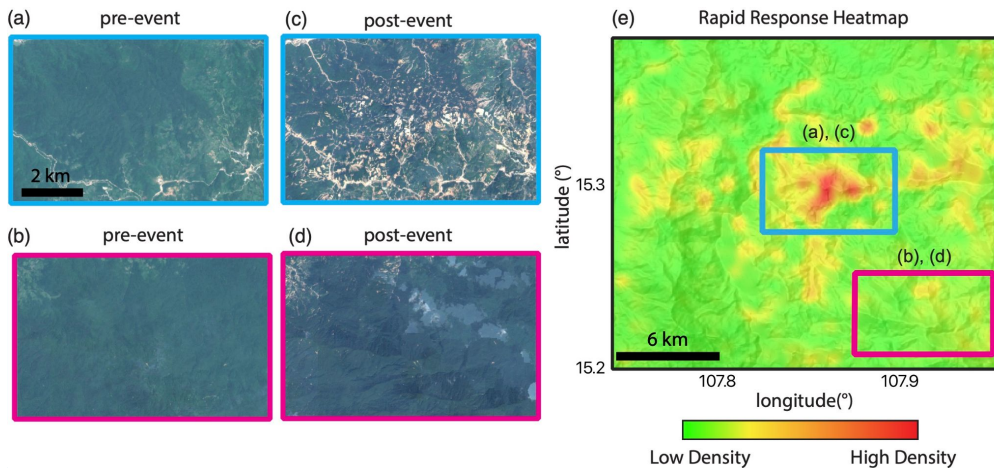 (a) pre-event
(c) post-event
2 km
(b) pre-event
(d) post-event
(e) Rapid Response Heatmap
(a), (c)
(b), (d)
latitude (°)
15.3
15.2
6 km
107.8
107.9
longitude(°)
Low Density
High Density